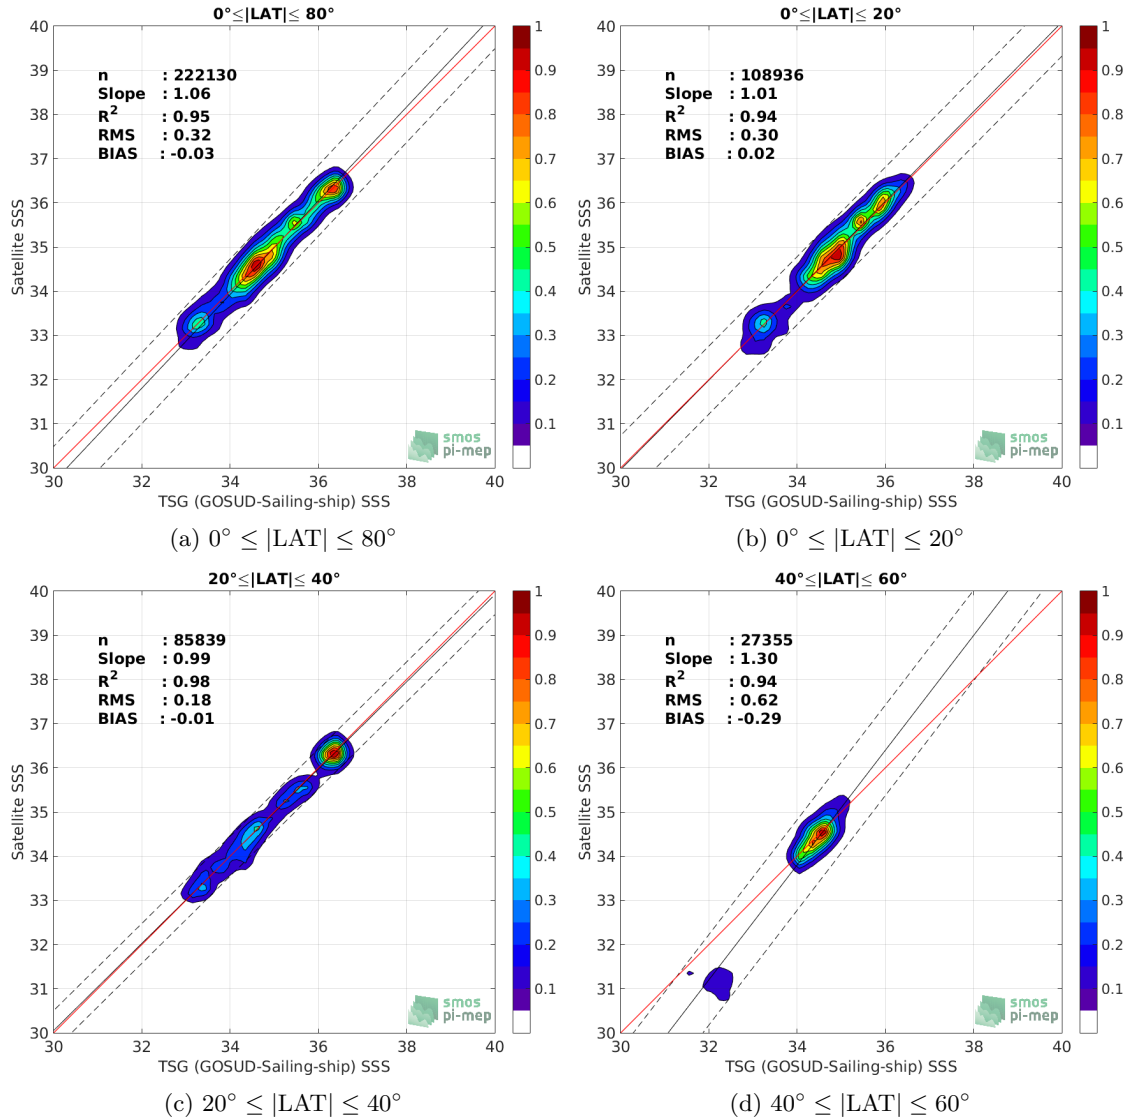 0°≤|LAT|≤ 80°
n : 222130
Slope : 1.06
R² : 0.95
RMS : 0.32
BIAS : -0.03
Satellite SSS
40
39
38
37
36
35
34
33
32
31
30
30 32 34 36 38 40
TSG (GOSUD-Sailing-ship) SSS
1
0.9
0.8
0.7
0.6
0.5
0.4
0.3
0.2
0.1
smos
pi-mep
(a) 0° ≤ |LAT| ≤ 80°
0°≤|LAT|≤ 20°
n : 108936
Slope : 1.01
R² : 0.94
RMS : 0.30
BIAS : 0.02
Satellite SSS
40
39
38
37
36
35
34
33
32
31
30
30 32 34 36 38 40
TSG (GOSUD-Sailing-ship) SSS
1
0.9
0.8
0.7
0.6
0.5
0.4
0.3
0.2
0.1
smos
pi-mep
(b) 0° ≤ |LAT| ≤ 20°
20°≤|LAT|≤ 40°
n : 85839
Slope : 0.99
R² : 0.98
RMS : 0.18
BIAS : -0.01
Satellite SSS
40
39
38
37
36
35
34
33
32
31
30
30 32 34 36 38 40
TSG (GOSUD-Sailing-ship) SSS
1
0.9
0.8
0.7
0.6
0.5
0.4
0.3
0.2
0.1
smos
pi-mep
(c) 20° ≤ |LAT| ≤ 40°
40°≤|LAT|≤ 60°
n : 27355
Slope : 1.30
R² : 0.94
RMS : 0.62
BIAS : -0.29
Satellite SSS
40
39
38
37
36
35
34
33
32
31
30
30 32 34 36 38 40
TSG (GOSUD-Sailing-ship) SSS
1
0.9
0.8
0.7
0.6
0.5
0.4
0.3
0.2
0.1
smos
pi-mep
(d) 40° ≤ |LAT| ≤ 60°